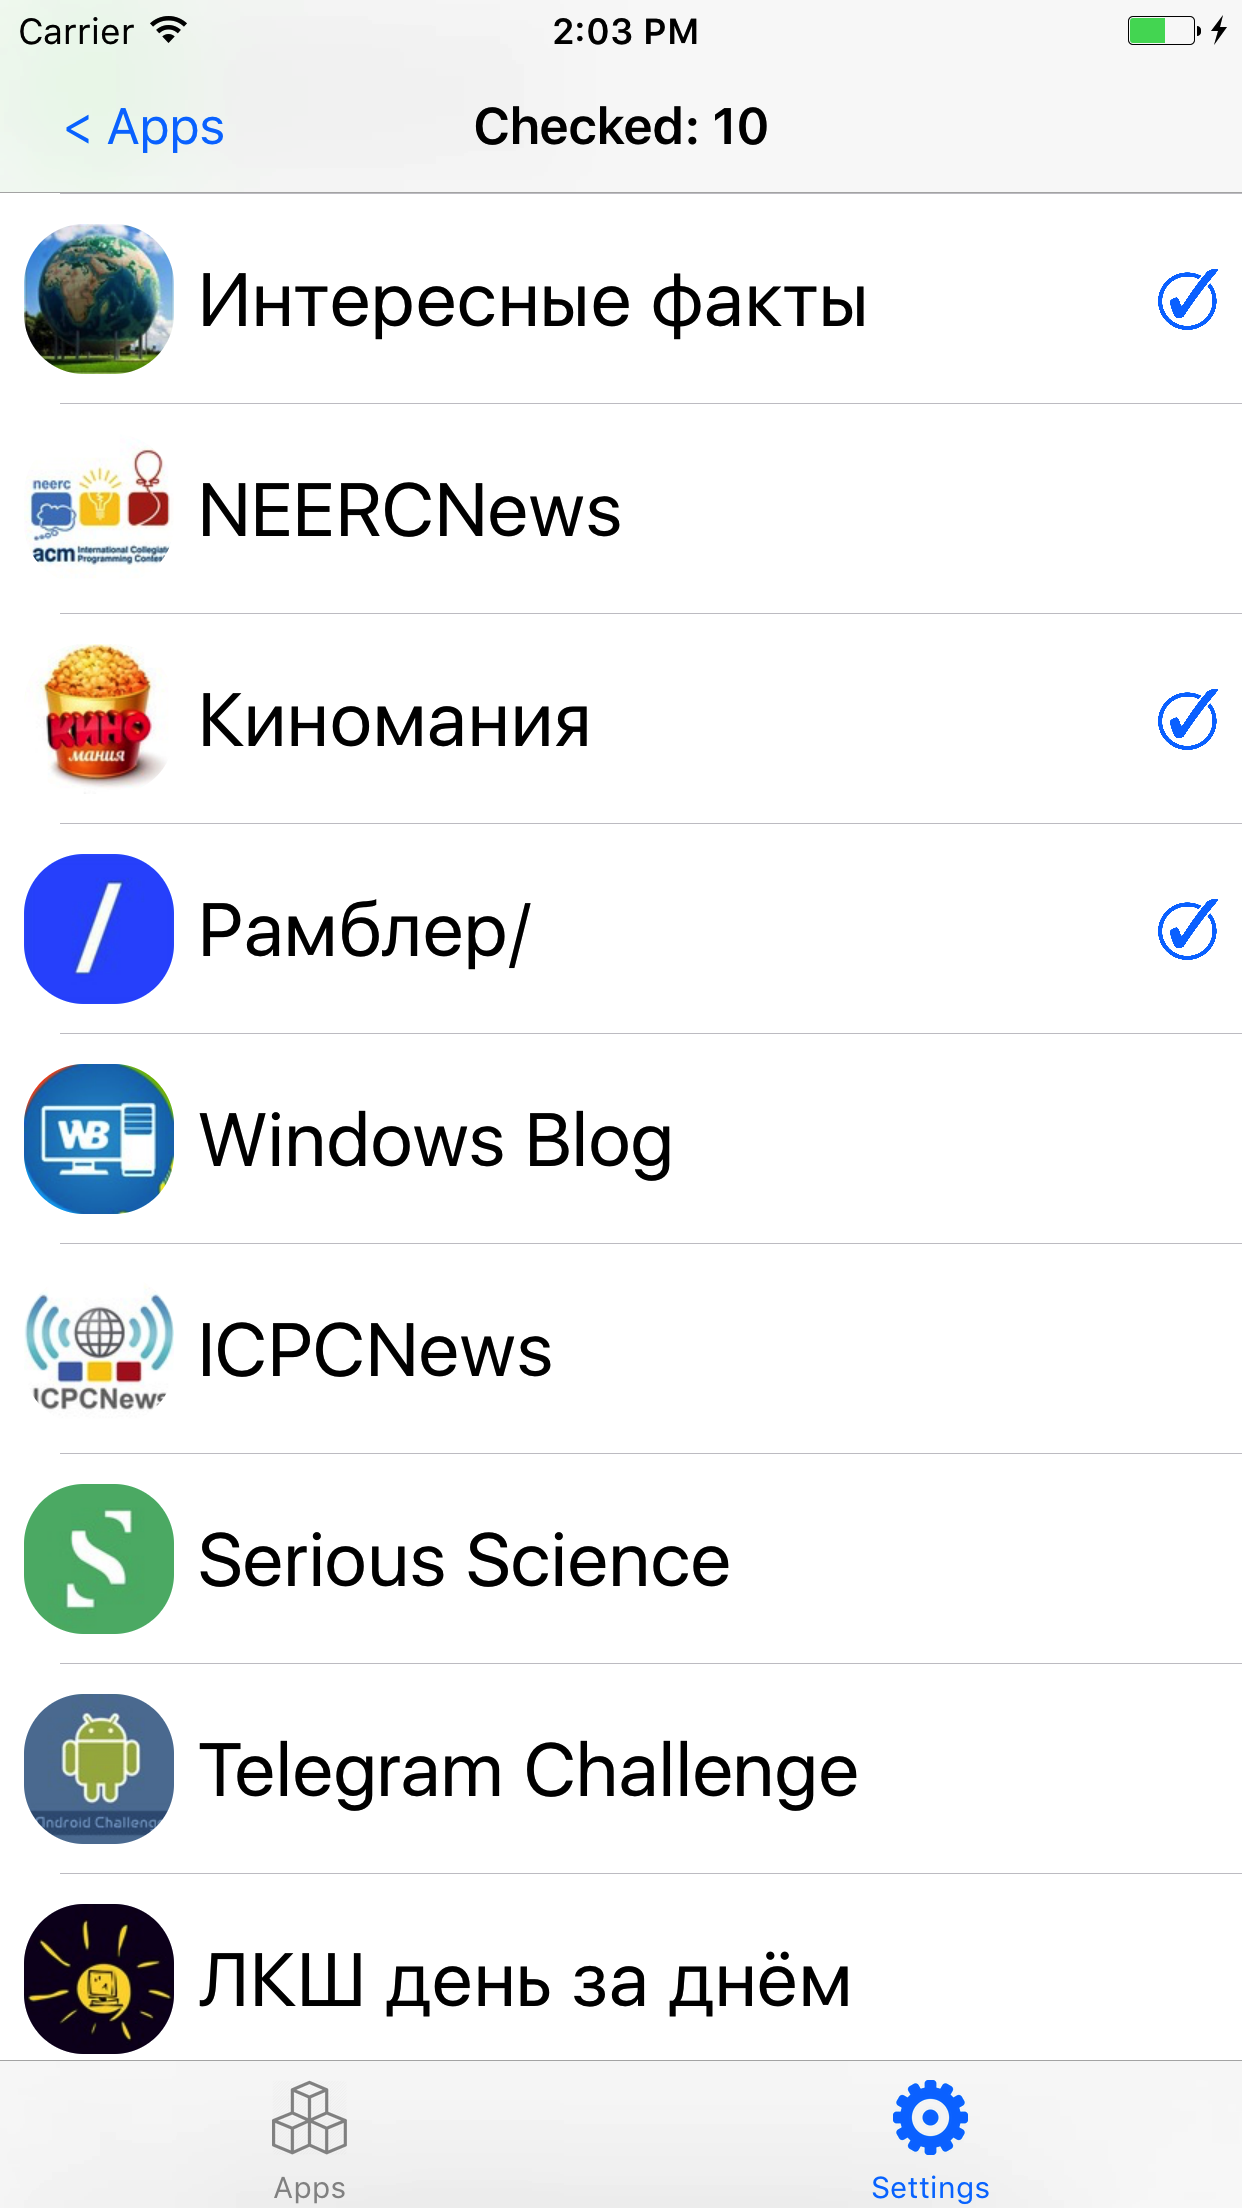 Carrier 2:03 PM
< Apps Checked: 10
Интересные факты
neerc
acm International Collegiate
Programming Contest
NEERCNews
КИНО
мания
Киномания
/ Рамблер/
WB
Windows Blog
ICPCNews
ICPCNews
S Serious Science
Telegram Challenge
Android Challenge
ЛКШ день за днём
Apps Settings